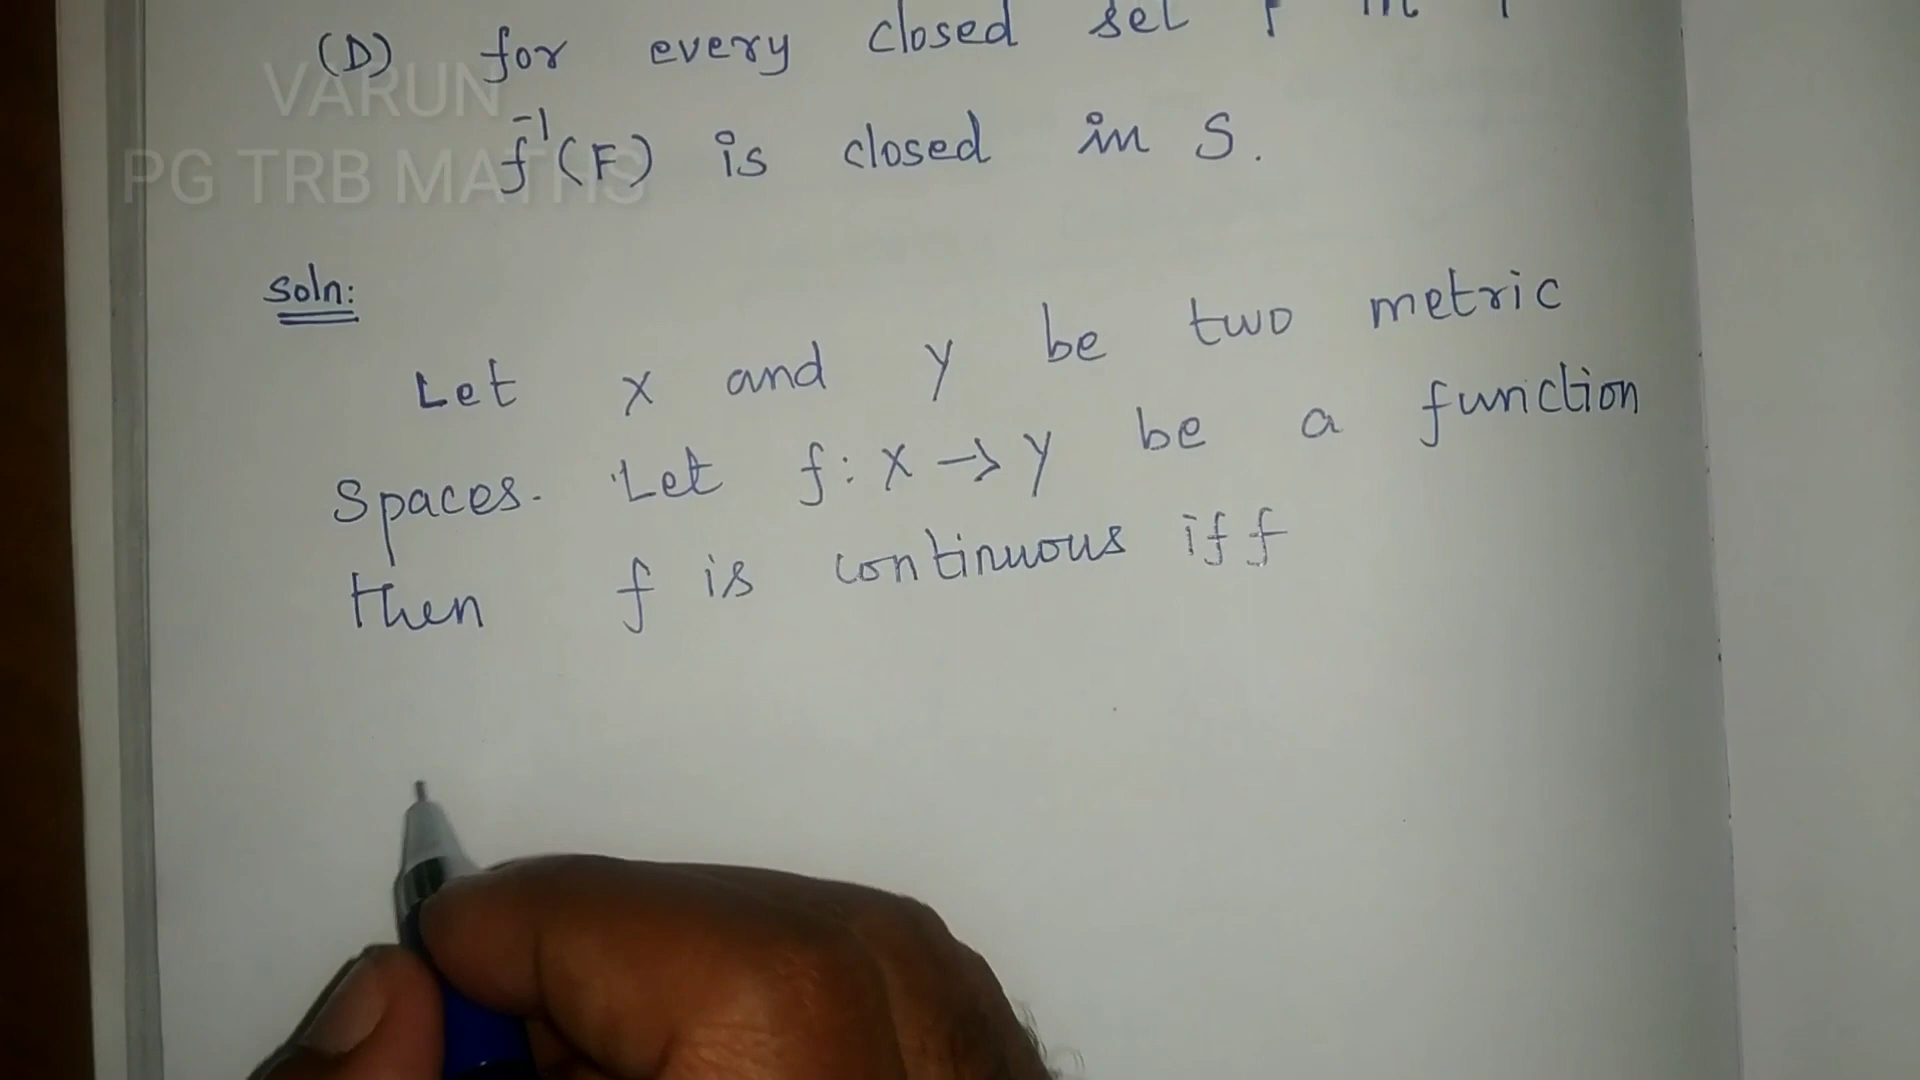 (D) for every closed set F in
VARUN
f⁻¹(F) is closed in S.
PG TRB MATHS
Soln:
Let X and Y be two metric
Spaces. Let f: X → Y be a function
then f is continuous iff